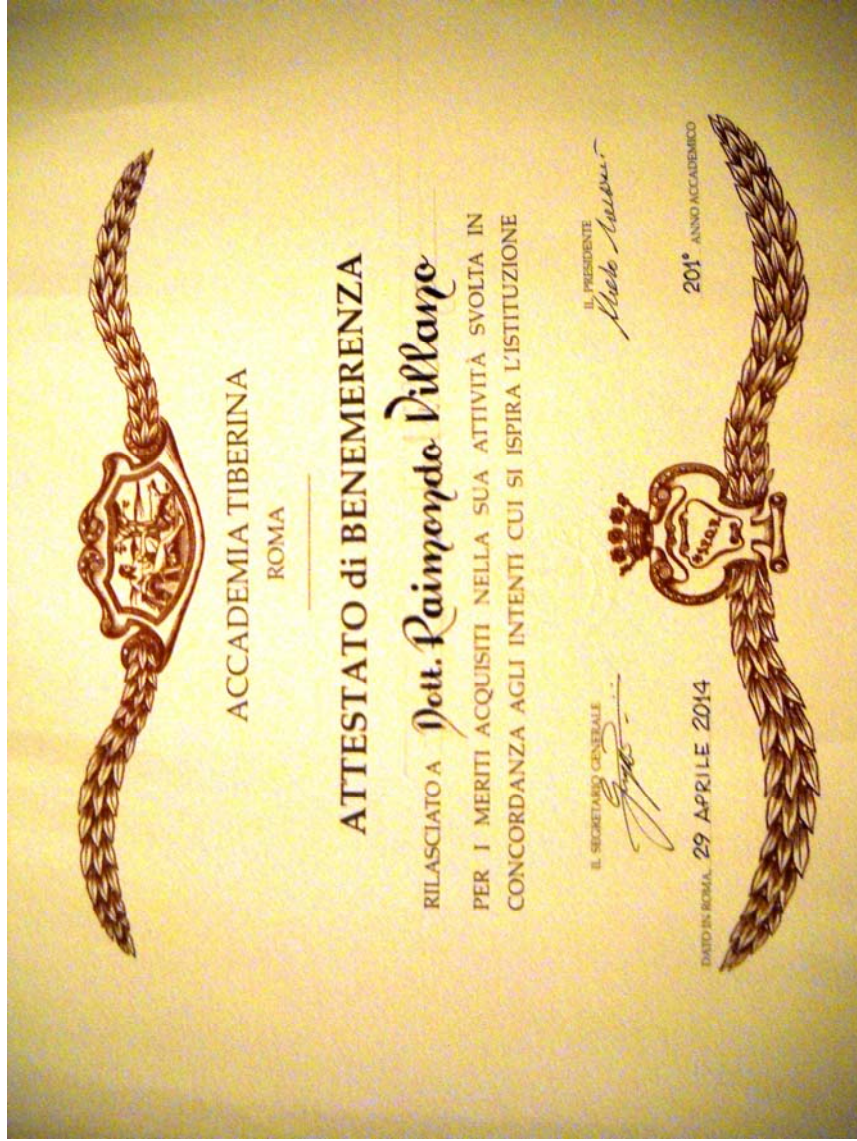 ACCADEMIA TIBERINA
ROMA
ATTESTATO di BENEMERENZA
RILASCIATO A Dott. Raimondo Villano
PER I MERITI ACQUISITI NELLA SUA ATTIVITÀ SVOLTA IN
CONCORDANZA AGLI INTENTI CUI SI ISPIRA L'ISTITUZIONE
IL SEGRETARIO GENERALE
IL PRESIDENTE
DATO IN ROMA, 29 APRILE 2014
201° ANNO ACCADEMICO
S.P.Q.R.